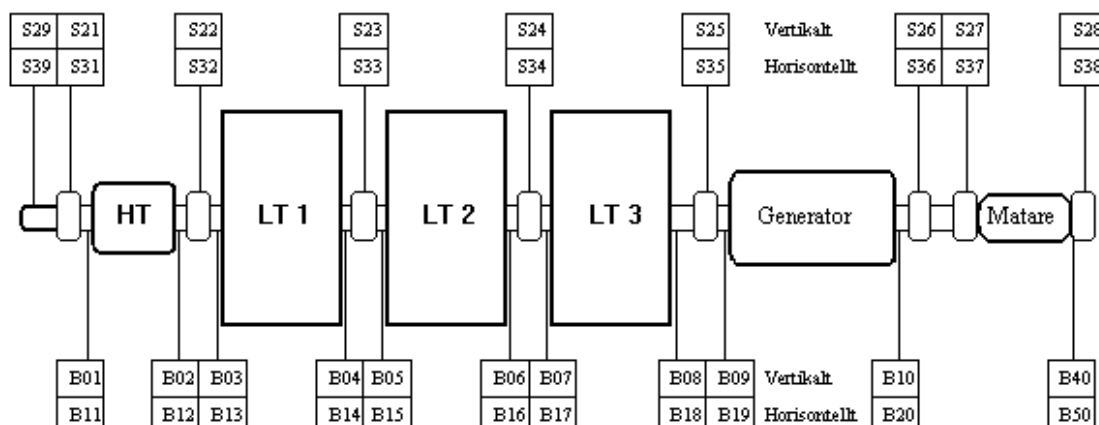 S29 S21 S22 S23 S24 S25 Vertikalt S26 S27 S28
S39 S31 S32 S33 S34 S35 Horisontellt S36 S37 S38
HT LT 1 LT 2 LT 3 Generator Matare
B01 B02 B03 B04 B05 B06 B07 B08 B09 Vertikalt B10 B40
B11 B12 B13 B14 B15 B16 B17 B18 B19 Horisontellt B20 B50